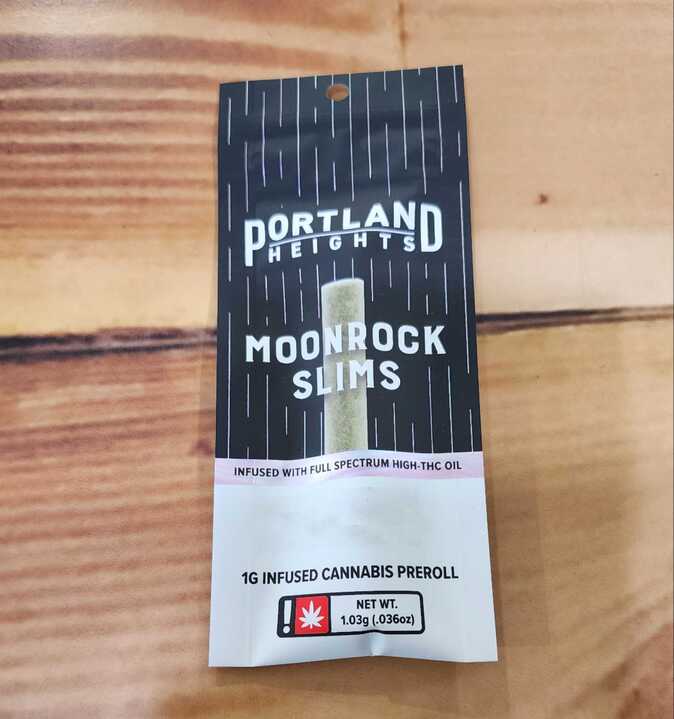 PORTLAND
HEIGHTS
MOONROCK
SLIMS
INFUSED WITH FULL SPECTRUM HIGH-THC OIL
1G INFUSED CANNABIS PREROLL
!
NET WT.
1.03g (.036oz)